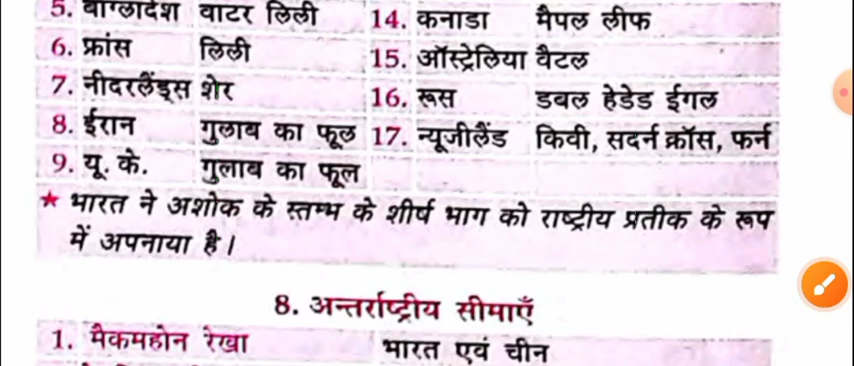 5. बांग्लादेश वाटर लिली 14. कनाडा मैपल लीफ
6. फ्रांस लिली 15. ऑस्ट्रेलिया वैटल
7. नीदरलैंड्स शेर 16. रूस डबल हेडेड ईगल
8. ईरान गुलाब का फूल 17. न्यूजीलैंड किवी, सदर्न क्रॉस, फर्न
9. यू. के. गुलाब का फूल
★ भारत ने अशोक के स्तम्भ के शीर्ष भाग को राष्ट्रीय प्रतीक के रूप
में अपनाया है।
8. अन्तर्राष्ट्रीय सीमाएँ
1. मैकमहोन रेखा भारत एवं चीन